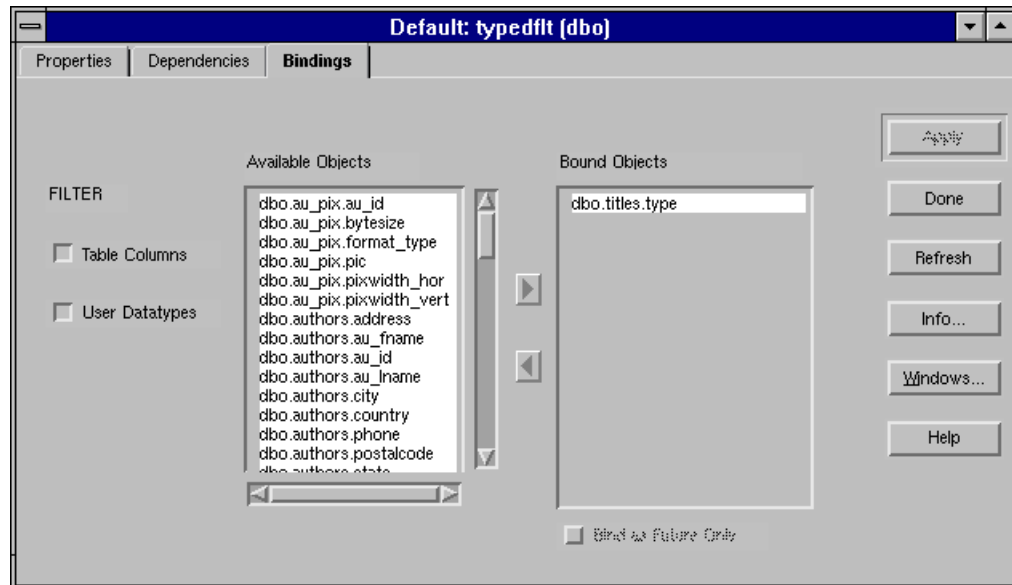 Default: typedflt (dbo)
Properties
Dependencies
Bindings
Apply
Available Objects
Bound Objects
FILTER
Table Columns
User Datatypes
dbo.au_pix.au_id
dbo.au_pix.bytesize
dbo.au_pix.format_type
dbo.au_pix.pic
dbo.au_pix.pixwidth_hor
dbo.au_pix.pixwidth_vert
dbo.authors.address
dbo.authors.au_fname
dbo.authors.au_id
dbo.authors.au_lname
dbo.authors.city
dbo.authors.country
dbo.authors.phone
dbo.authors.postalcode
dbo.authors.state
dbo.titles.type
Bind as Future Only
Done
Refresh
Info...
Windows...
Help